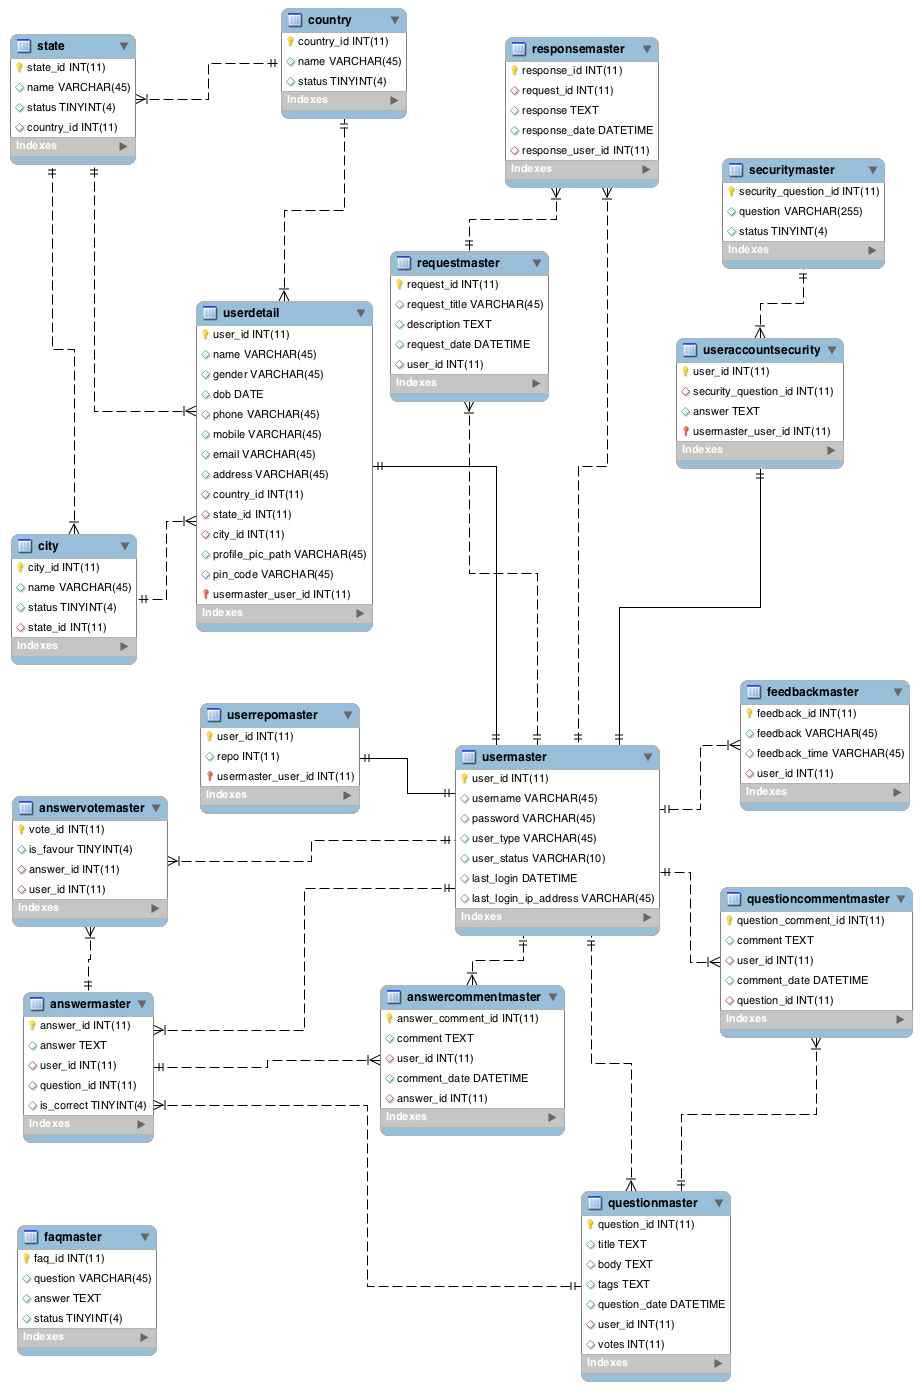 country
country_id INT(11)
name VARCHAR(45)
status TINYINT(4)
Indexes
state
state_id INT(11)
name VARCHAR(45)
status TINYINT(4)
country_id INT(11)
Indexes
responsemaster
response_id INT(11)
request_id INT(11)
response TEXT
response_date DATETIME
response_user_id INT(11)
Indexes
securitymaster
security_question_id INT(11)
question VARCHAR(255)
status TINYINT(4)
Indexes
requestmaster
request_id INT(11)
request_title VARCHAR(45)
description TEXT
request_date DATETIME
user_id INT(11)
Indexes
userdetail
user_id INT(11)
name VARCHAR(45)
gender VARCHAR(45)
dob DATE
phone VARCHAR(45)
mobile VARCHAR(45)
email VARCHAR(45)
address VARCHAR(45)
country_id INT(11)
state_id INT(11)
city_id INT(11)
profile_pic_path VARCHAR(45)
pin_code VARCHAR(45)
usermaster_user_id INT(11)
Indexes
useraccountsecurity
user_id INT(11)
security_question_id INT(11)
answer TEXT
usermaster_user_id INT(11)
Indexes
city
city_id INT(11)
name VARCHAR(45)
status TINYINT(4)
state_id INT(11)
Indexes
feedbackmaster
feedback_id INT(11)
feedback VARCHAR(45)
feedback_time VARCHAR(45)
user_id INT(11)
Indexes
userrepomaster
user_id INT(11)
repo INT(11)
usermaster_user_id INT(11)
Indexes
usermaster
user_id INT(11)
username VARCHAR(45)
password VARCHAR(45)
user_type VARCHAR(45)
user_status VARCHAR(10)
last_login DATETIME
last_login_ip_address VARCHAR(45)
Indexes
answervotemaster
vote_id INT(11)
is_favour TINYINT(4)
answer_id INT(11)
user_id INT(11)
Indexes
questioncommentmaster
question_comment_id INT(11)
comment TEXT
user_id INT(11)
comment_date DATETIME
question_id INT(11)
Indexes
answermaster
answer_id INT(11)
answer TEXT
user_id INT(11)
question_id INT(11)
is_correct TINYINT(4)
Indexes
answercommentmaster
answer_comment_id INT(11)
comment TEXT
user_id INT(11)
comment_date DATETIME
answer_id INT(11)
Indexes
questionmaster
question_id INT(11)
title TEXT
body TEXT
tags TEXT
question_date DATETIME
user_id INT(11)
votes INT(11)
Indexes
faqmaster
faq_id INT(11)
question VARCHAR(45)
answer TEXT
status TINYINT(4)
Indexes